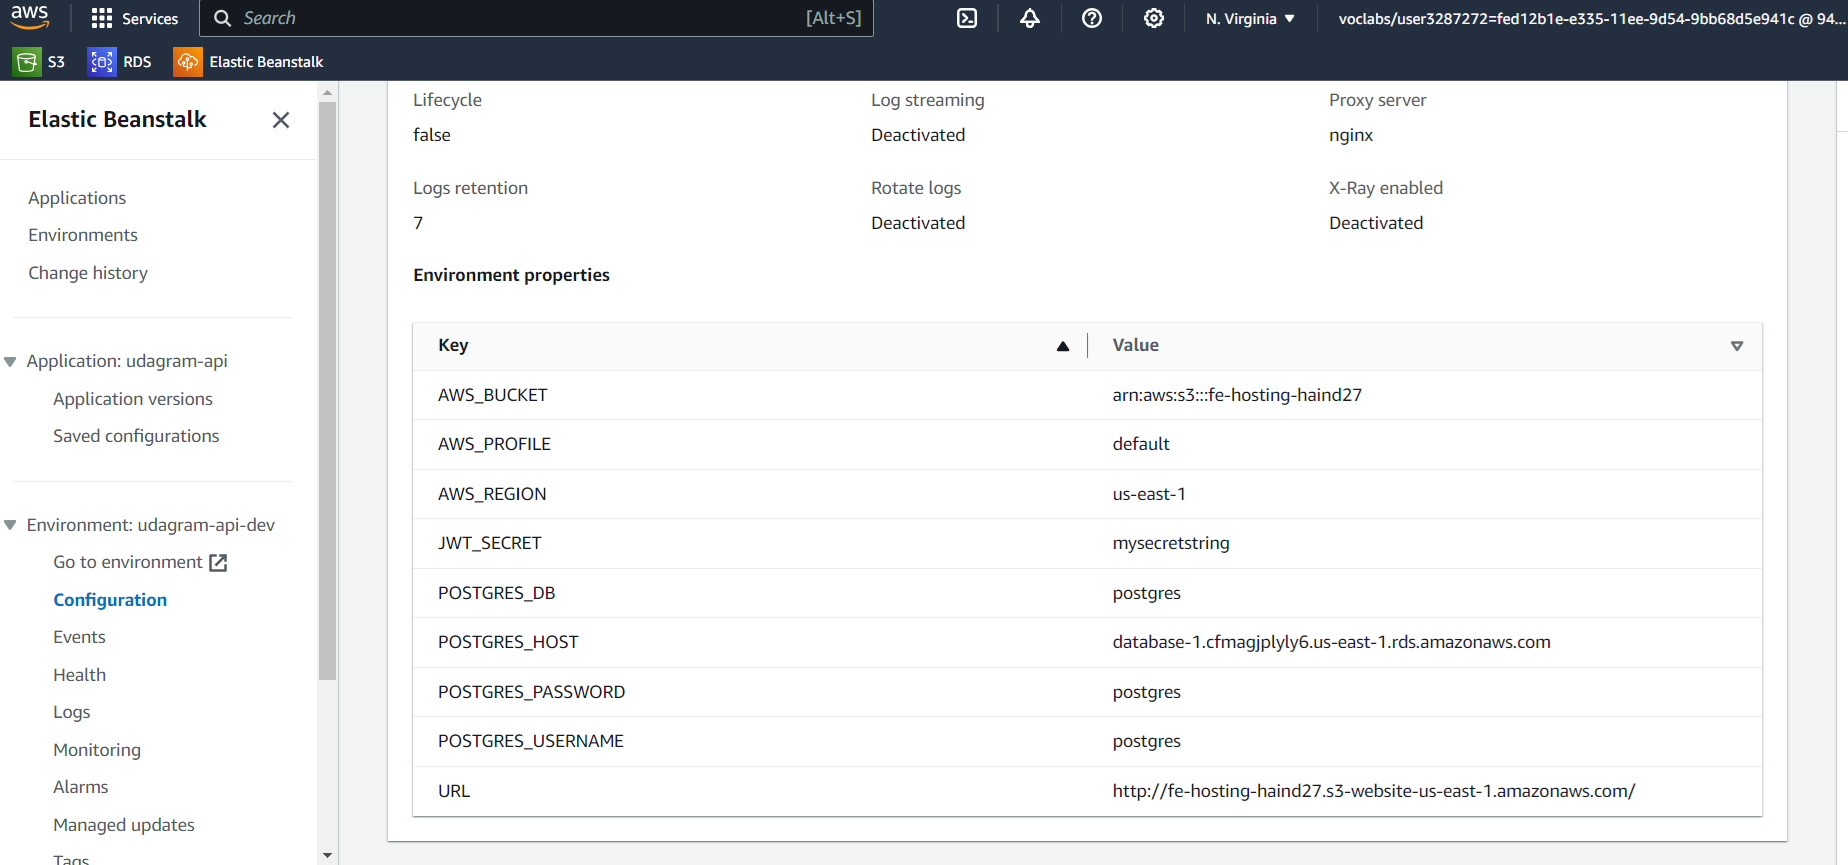 aws Services Search [Alt+S] N. Virginia voclabs/user3287272=fed12b1e-e335-11ee-9d54-9bb68d5e941c @ 94...
S3 RDS Elastic Beanstalk
Elastic Beanstalk
Applications
Environments
Change history
Application: udagram-api
Application versions
Saved configurations
Environment: udagram-api-dev
Go to environment
Configuration
Events
Health
Logs
Monitoring
Alarms
Managed updates
Tags
Lifecycle Log streaming Proxy server
false Deactivated nginx
Logs retention Rotate logs X-Ray enabled
7 Deactivated Deactivated
Environment properties
Key Value
AWS_BUCKET arn:aws:s3:::fe-hosting-haind27
AWS_PROFILE default
AWS_REGION us-east-1
JWT_SECRET mysecretstring
POSTGRES_DB postgres
POSTGRES_HOST database-1.cfmagjplyly6.us-east-1.rds.amazonaws.com
POSTGRES_PASSWORD postgres
POSTGRES_USERNAME postgres
URL http://fe-hosting-haind27.s3-website-us-east-1.amazonaws.com/